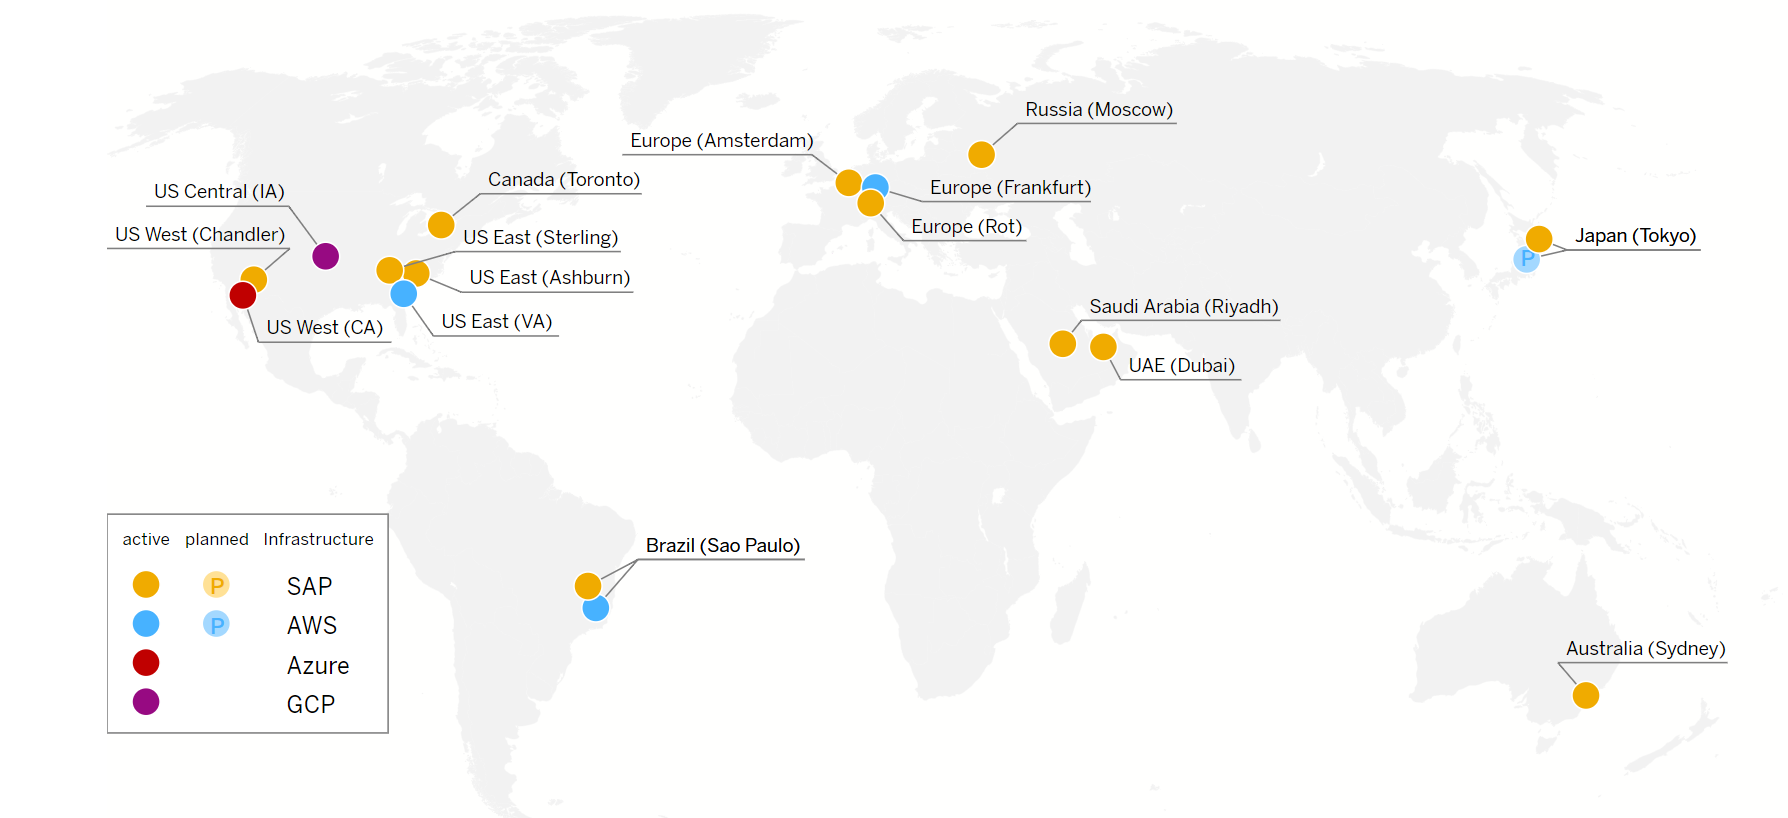 Russia (Moscow)
Europe (Amsterdam)
Canada (Toronto)
US Central (IA)
Europe (Frankfurt)
US West (Chandler)
US East (Sterling)
Europe (Rot)
Japan (Tokyo)
P
US East (Ashburn)
Saudi Arabia (Riyadh)
US West (CA)
US East (VA)
UAE (Dubai)
active planned Infrastructure
P SAP
P AWS
Azure
GCP
Brazil (Sao Paulo)
Australia (Sydney)